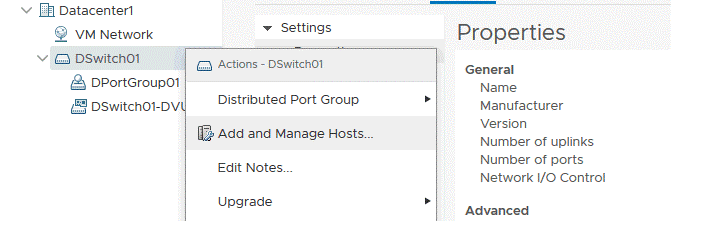 Datacenter1
VM Network
DSwitch01
DPortGroup01
DSwitch01-DVU
Actions - DSwitch01
Distributed Port Group
Add and Manage Hosts...
Edit Notes...
Upgrade
Settings
Properties
General
Name
Manufacturer
Version
Number of uplinks
Number of ports
Network I/O Control
Advanced